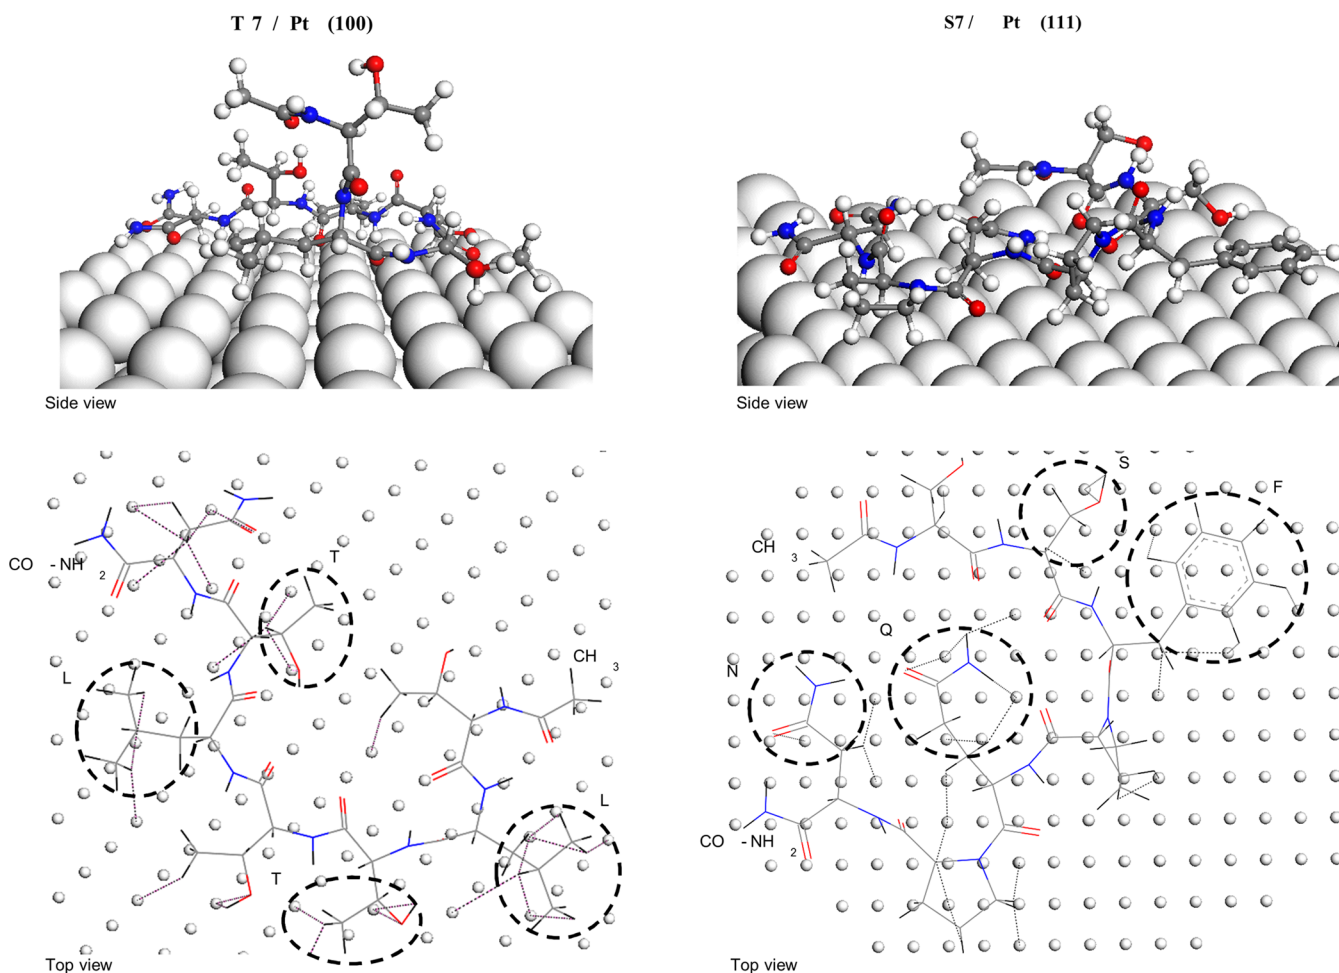 T 7 / Pt (100)
S7 / Pt (111)
Side view
Side view
CO - NH 2
T
L
CH 3
T
L
Top view
S
F
CH 3
Q
N
CO - NH 2
Top view